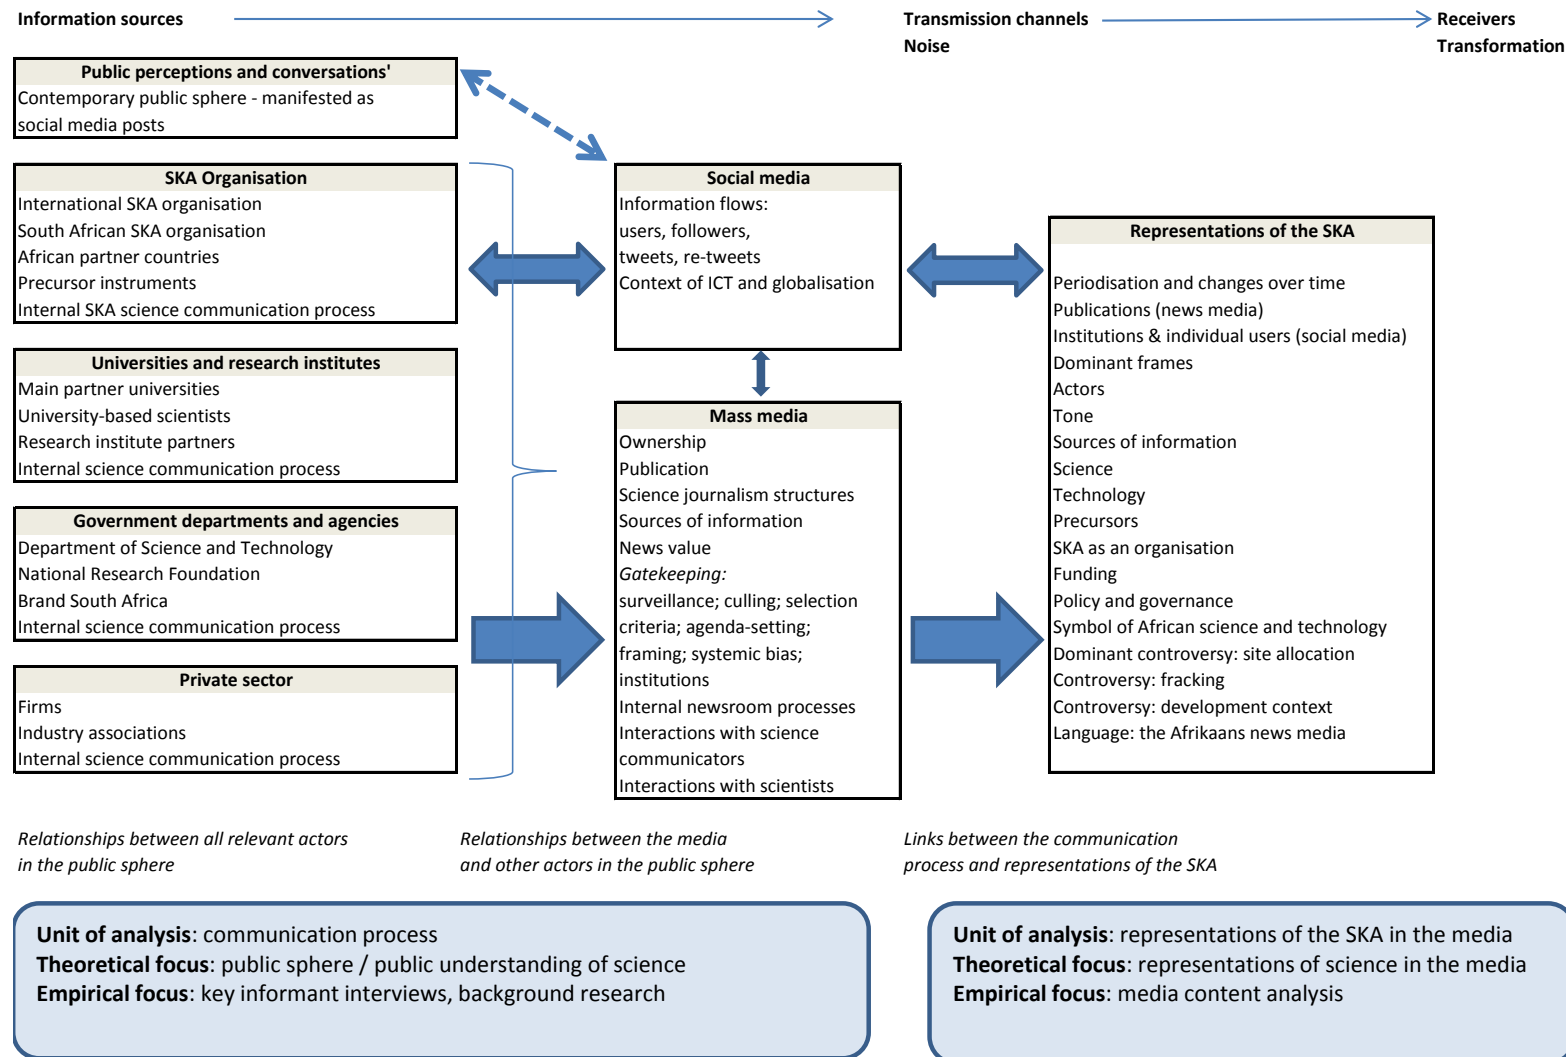 Information sources
Transmission channels
Noise
Receivers
Transformation
Public perceptions and conversations'
Contemporary public sphere - manifested as
social media posts
SKA Organisation
International SKA organisation
South African SKA organisation
African partner countries
Precursor instruments
Internal SKA science communication process
Universities and research institutes
Main partner universities
University-based scientists
Research institute partners
Internal science communication process
Government departments and agencies
Department of Science and Technology
National Research Foundation
Brand South Africa
Internal science communication process
Private sector
Firms
Industry associations
Internal science communication process
Social media
Information flows:
users, followers,
tweets, re-tweets
Context of ICT and globalisation
Mass media
Ownership
Publication
Science journalism structures
Sources of information
News value
Gatekeeping:
surveillance; culling; selection
criteria; agenda-setting;
framing; systemic bias;
institutions
Internal newsroom processes
Interactions with science
communicators
Interactions with scientists
Representations of the SKA
Periodisation and changes over time
Publications (news media)
Institutions & individual users (social media)
Dominant frames
Actors
Tone
Sources of information
Science
Technology
Precursors
SKA as an organisation
Funding
Policy and governance
Symbol of African science and technology
Dominant controversy: site allocation
Controversy: fracking
Controversy: development context
Language: the Afrikaans news media
Relationships between all relevant actors
in the public sphere
Relationships between the media
and other actors in the public sphere
Links between the communication
process and representations of the SKA
Unit of analysis: communication process
Theoretical focus: public sphere / public understanding of science
Empirical focus: key informant interviews, background research
Unit of analysis: representations of the SKA in the media
Theoretical focus: representations of science in the media
Empirical focus: media content analysis